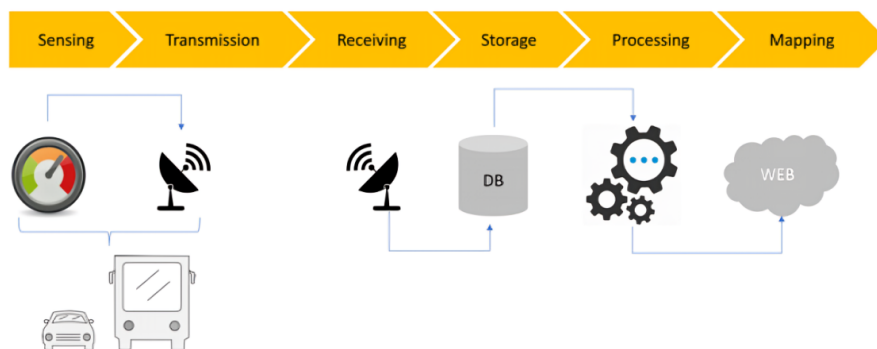 Sensing
Transmission
Receiving
Storage
Processing
Mapping
DB
WEB